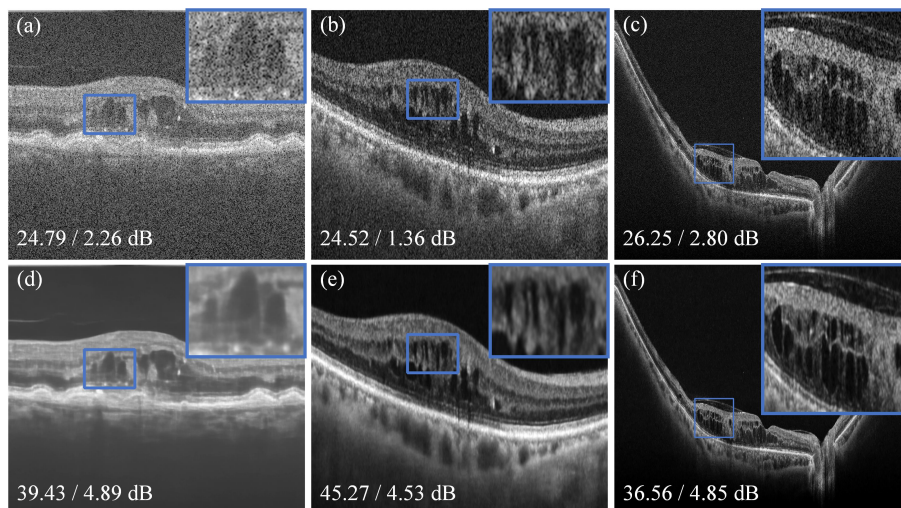 (a)
(b)
(c)
24.79 / 2.26 dB
24.52 / 1.36 dB
26.25 / 2.80 dB
(d)
(e)
(f)
39.43 / 4.89 dB
45.27 / 4.53 dB
36.56 / 4.85 dB